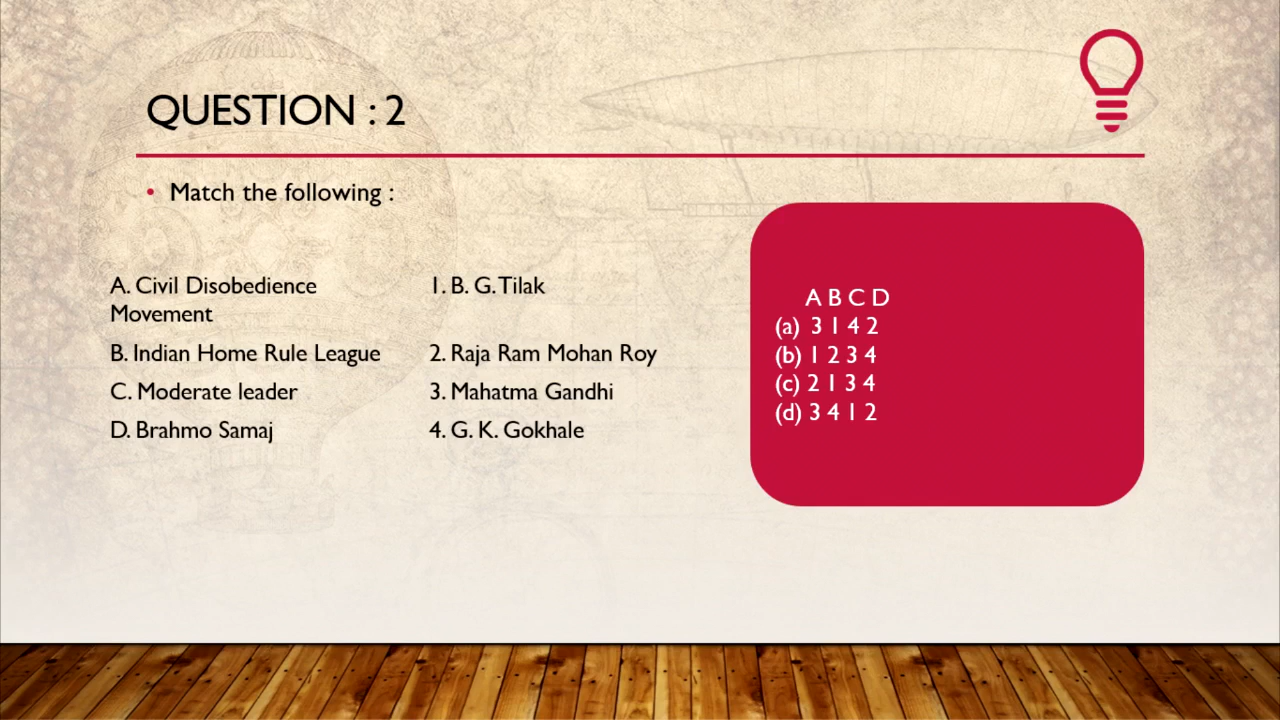 QUESTION : 2
• Match the following :
A. Civil Disobedience
Movement
1. B. G. Tilak
B. Indian Home Rule League
2. Raja Ram Mohan Roy
C. Moderate leader
3. Mahatma Gandhi
D. Brahmo Samaj
4. G. K. Gokhale
A B C D
(a) 3 1 4 2
(b) 1 2 3 4
(c) 2 1 3 4
(d) 3 4 1 2